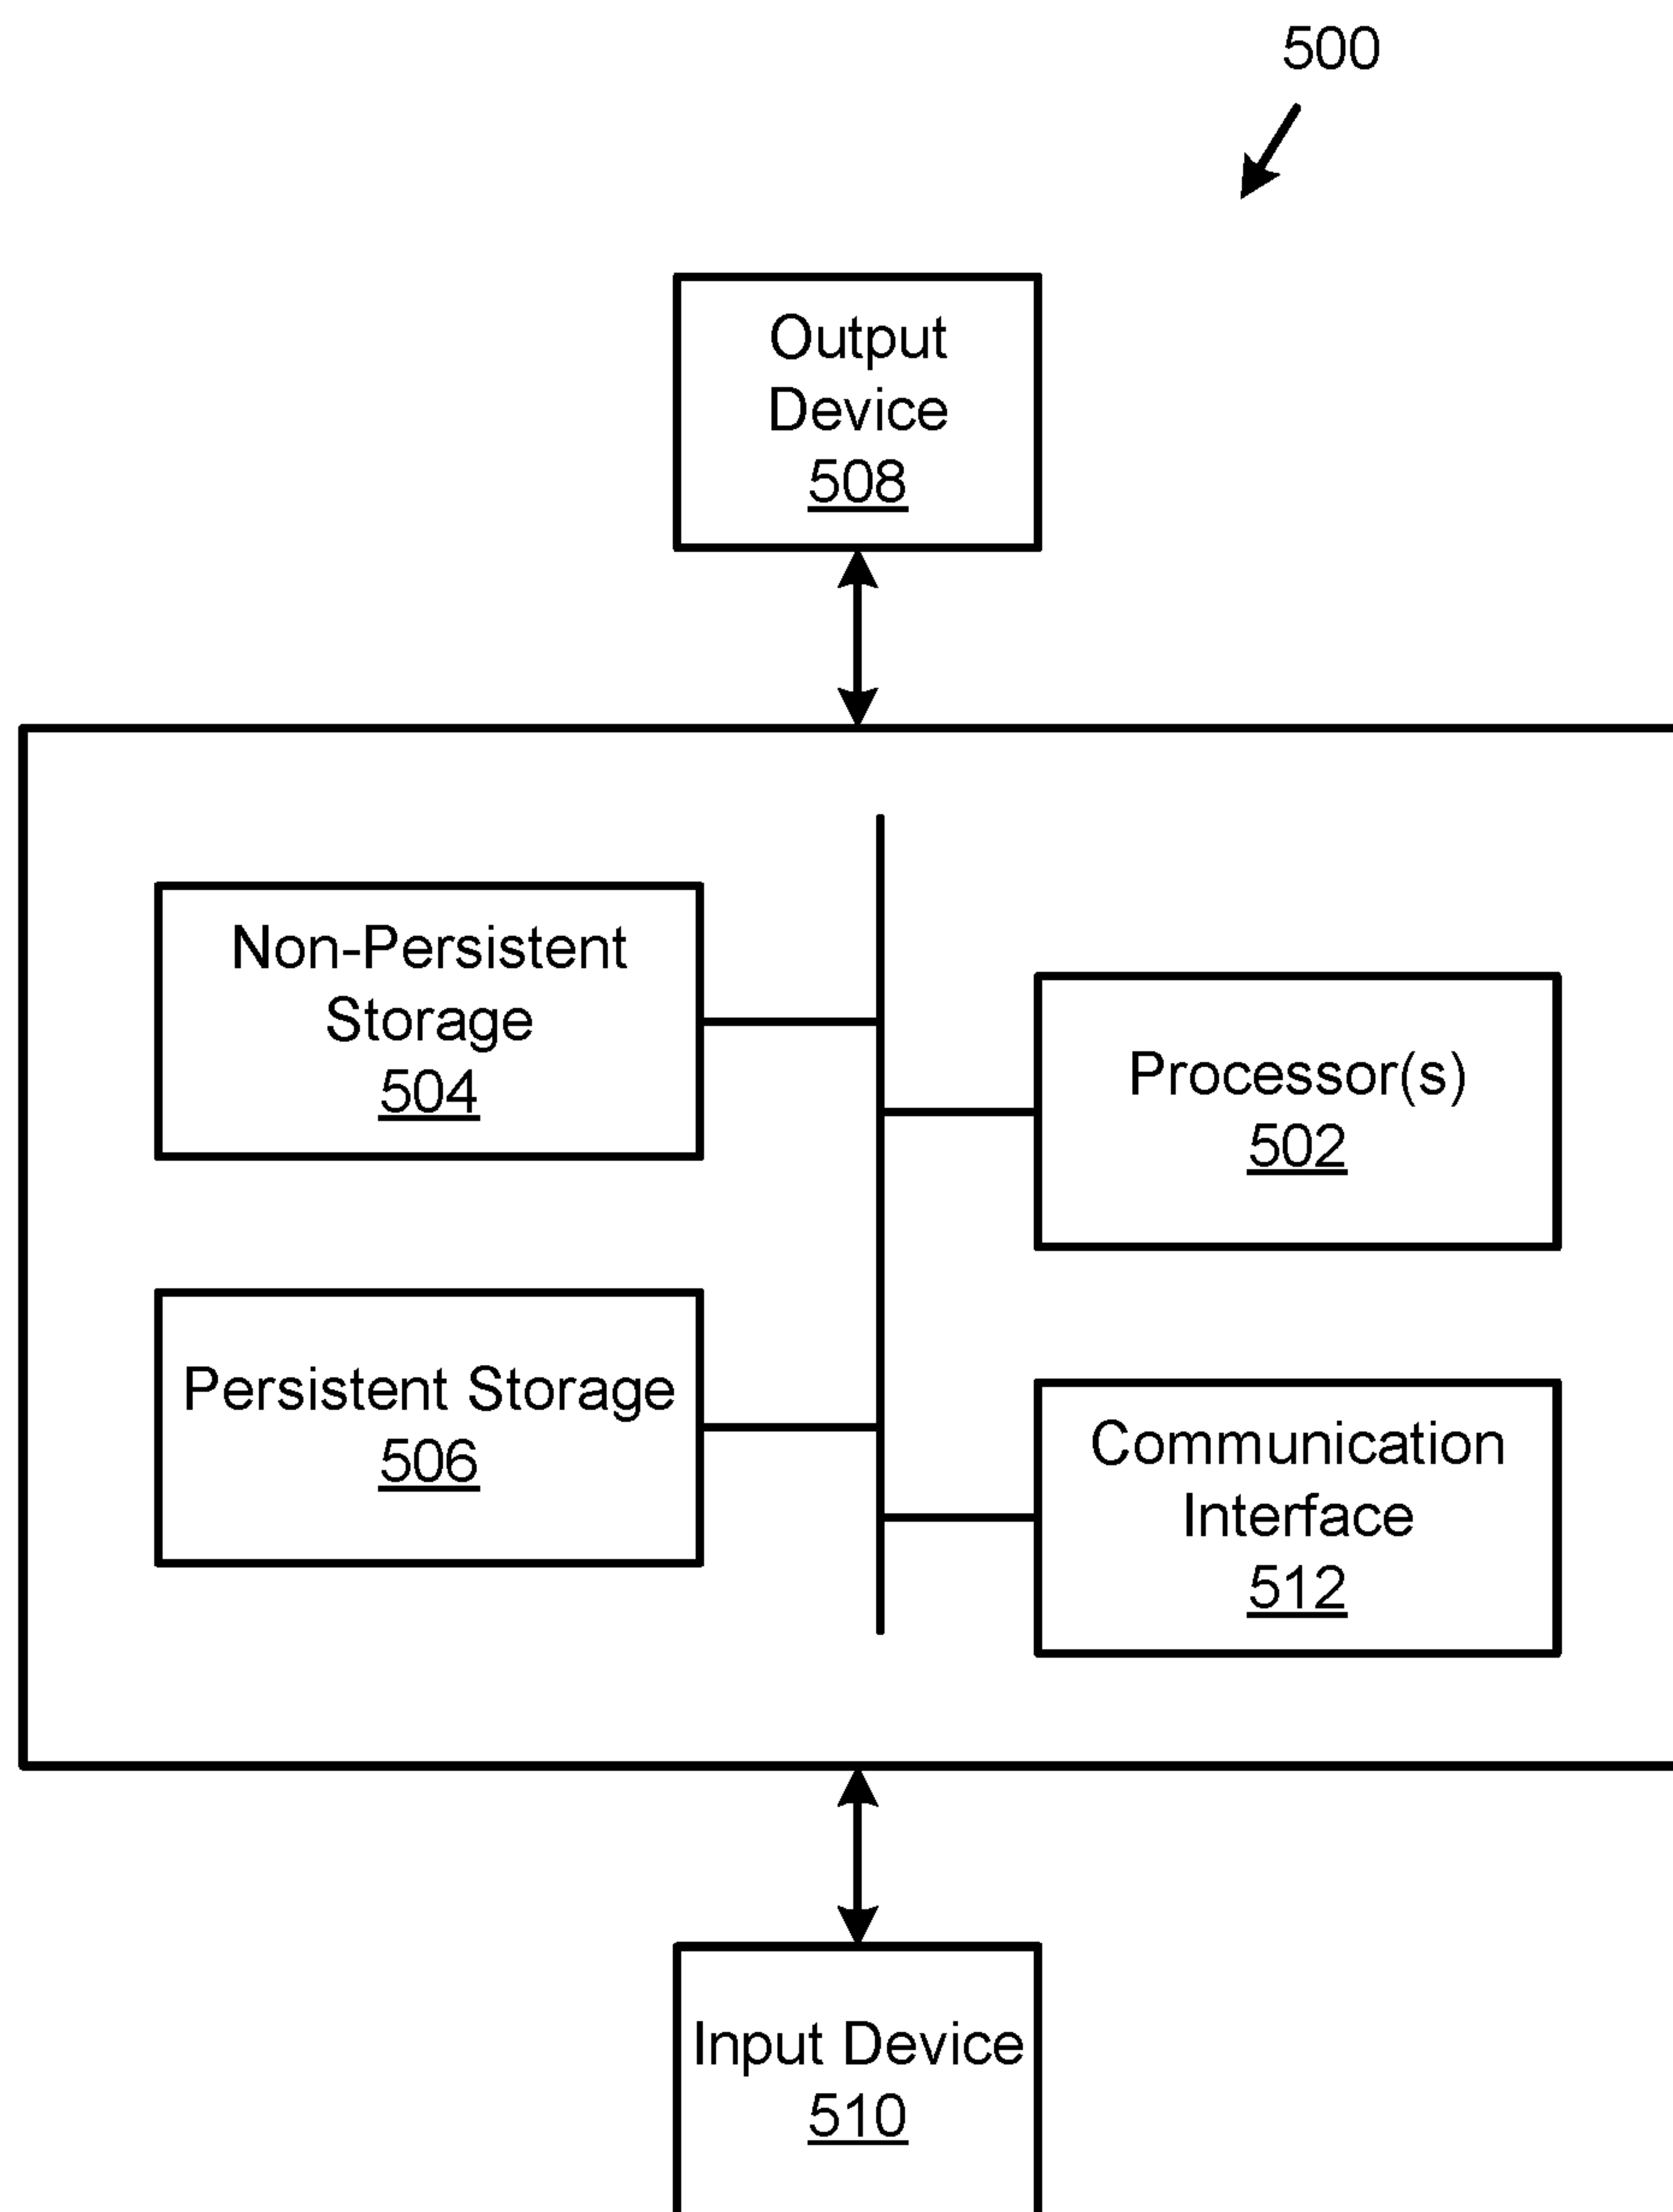 500
Output
Device
508
Non-Persistent
Storage
504
Processor(s)
502
Persistent Storage
506
Communication
Interface
512
Input Device
510